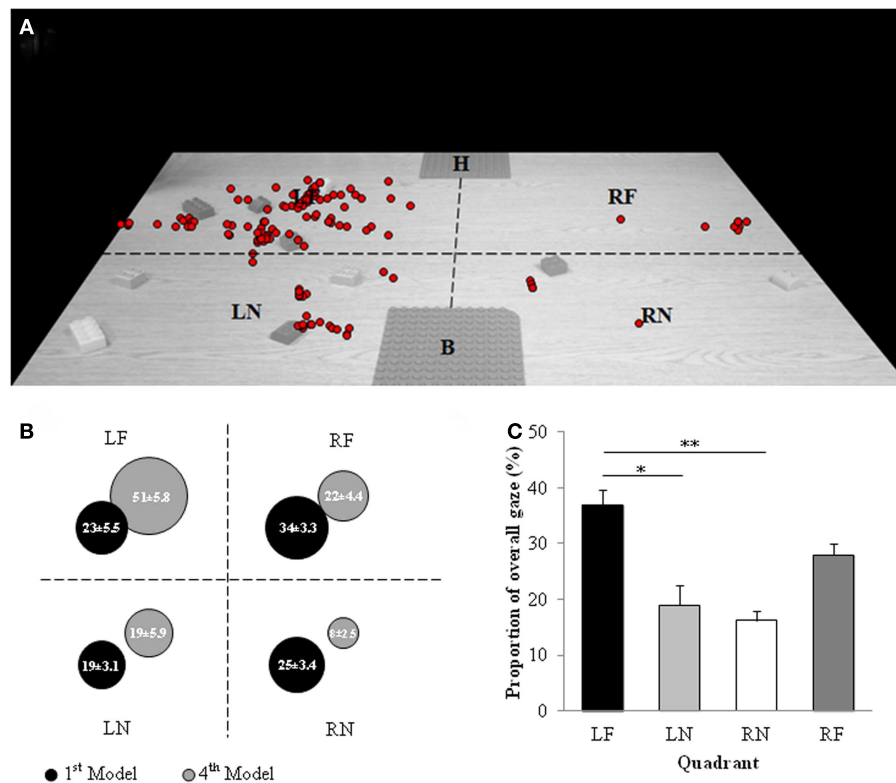 A
H
LF
RF
LN
RN
B
B
LF
RF
51±5.8
22±4.4
23±5.5
34±3.3
19±5.9
8±2.5
19±3.1
25±3.4
LN
RN
1st Model
4th Model
C
Proportion of overall gaze (%)
50
40
30
20
10
0
**
*
LF
LN
RN
RF
Quadrant